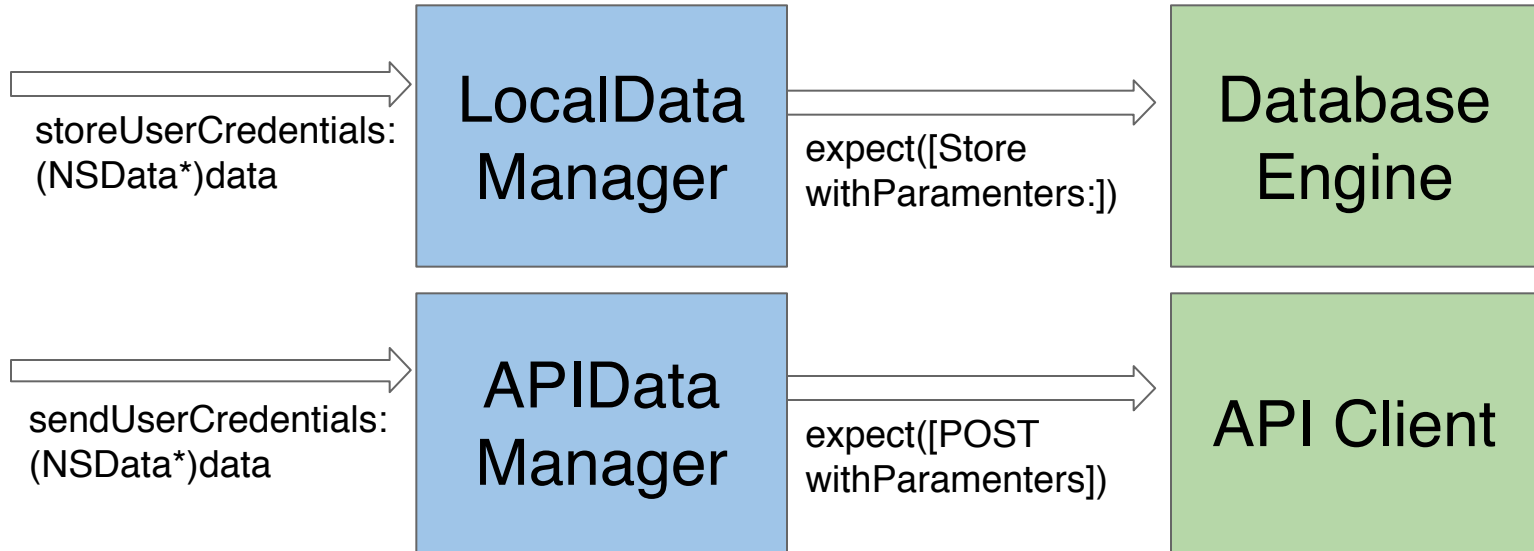 storeUserCredentials:
(NSData*)data
LocalData
Manager
expect([Store
withParamenters:])
Database
Engine
sendUserCredentials:
(NSData*)data
APIData
Manager
expect([POST
withParamenters])
API Client